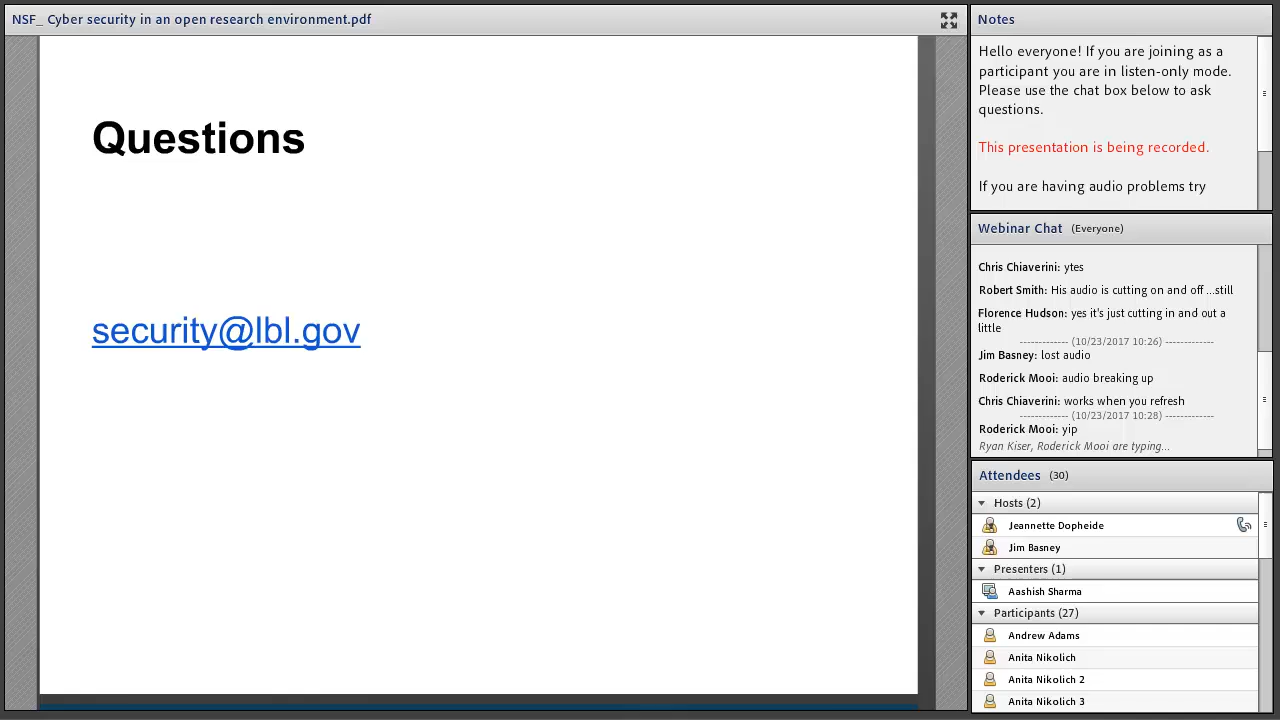 NSF_ Cyber security in an open research environment.pdf
Questions
security@lbl.gov
Notes
Hello everyone! If you are joining as a
participant you are in listen-only mode.
Please use the chat box below to ask
questions.
This presentation is being recorded.
If you are having audio problems try
Webinar Chat (Everyone)
Chris Chiaverini: ytes
Robert Smith: His audio is cutting on and off ...still
Florence Hudson: yes it's just cutting in and out a
little
------------- (10/23/2017 10:26) -------------
Jim Basney: lost audio
Roderick Mooi: audio breaking up
Chris Chiaverini: works when you refresh
------------- (10/23/2017 10:28) -------------
Roderick Mooi: yip
Ryan Kiser, Roderick Mooi are typing...
Attendees (30)
Hosts (2)
Jeannette Dopheide
Jim Basney
Presenters (1)
Aashish Sharma
Participants (27)
Andrew Adams
Anita Nikolich
Anita Nikolich 2
Anita Nikolich 3